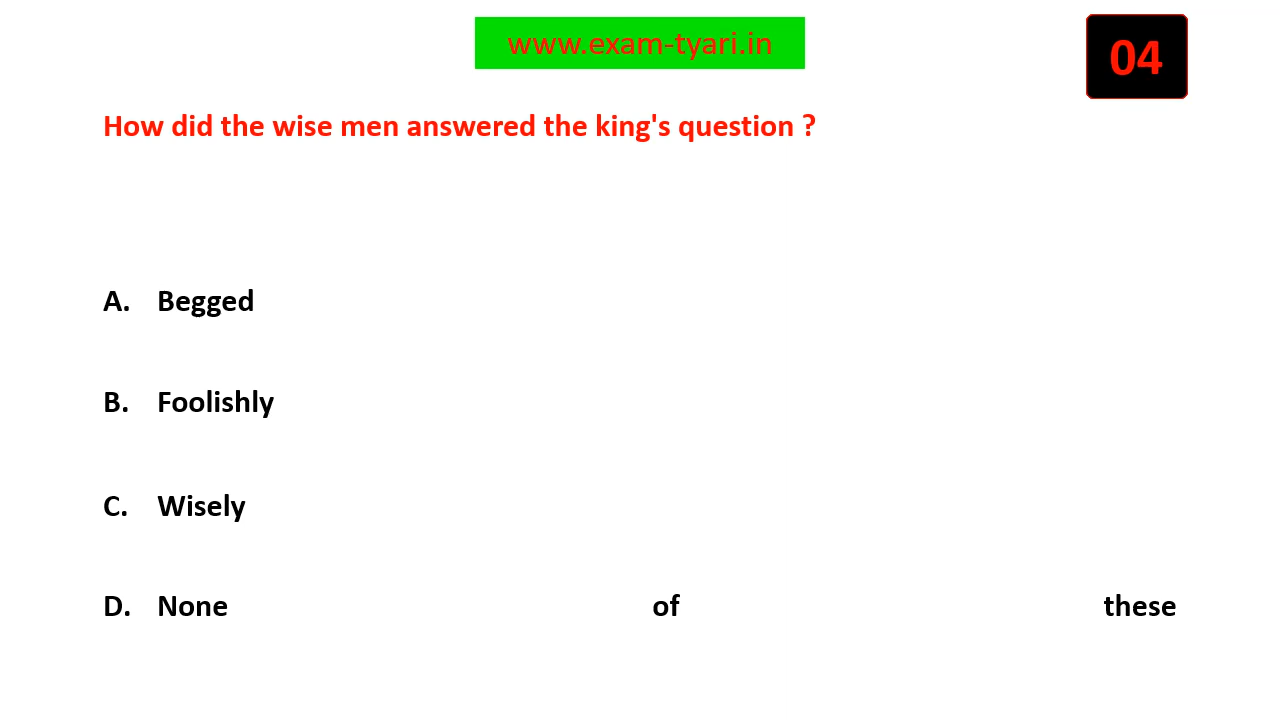 www.exam-tyari.in
04
How did the wise men answered the king's question ?
A. Begged
B. Foolishly
C. Wisely
D. None of these